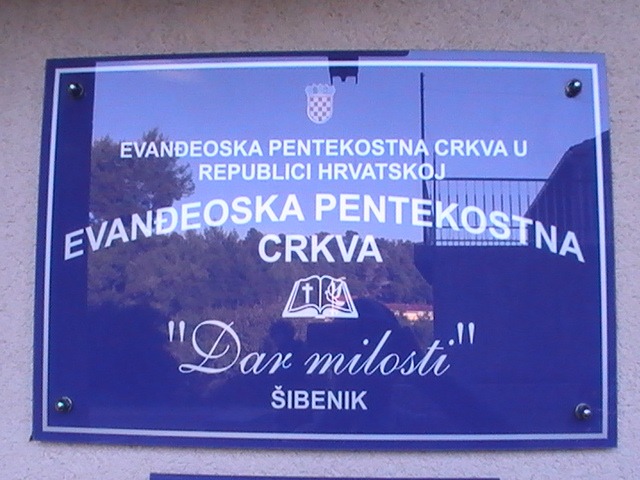 EVANĐEOSKA PENTEKOSTNA CRKVA U
REPUBLICI HRVATSKOJ
EVANĐEOSKA PENTEKOSTNA
CRKVA
"Dar milosti"
ŠIBENIK